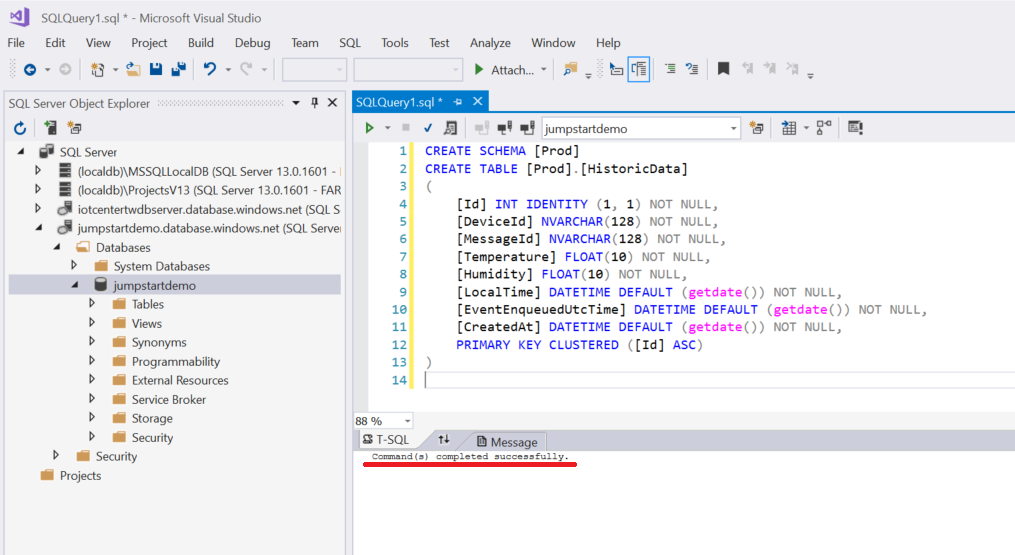 SQLQuery1.sql * - Microsoft Visual Studio
File Edit View Project Build Debug Team SQL Tools Test Analyze Window Help
Attach...
SQL Server Object Explorer
SQL Server
(localdb)\MSSQLLocalDB (SQL Server 13.0.1601 -
(localdb)\ProjectsV13 (SQL Server 13.0.1601 - FAR
iotcentertwdbserver.database.windows.net (SQL S
jumpstartdemo.database.windows.net (SQL Server
Databases
System Databases
jumpstartdemo
Tables
Views
Synonyms
Programmability
External Resources
Service Broker
Storage
Security
Security
Projects
SQLQuery1.sql *
jumpstartdemo
1 CREATE SCHEMA [Prod]
2 CREATE TABLE [Prod].[HistoricData]
3 (
4 [Id] INT IDENTITY (1, 1) NOT NULL,
5 [DeviceId] NVARCHAR(128) NOT NULL,
6 [MessageId] NVARCHAR(128) NOT NULL,
7 [Temperature] FLOAT(10) NOT NULL,
8 [Humidity] FLOAT(10) NOT NULL,
9 [LocalTime] DATETIME DEFAULT (getdate()) NOT NULL,
10 [EventEnqueuedUtcTime] DATETIME DEFAULT (getdate()) NOT NULL,
11 [CreatedAt] DATETIME DEFAULT (getdate()) NOT NULL,
12 PRIMARY KEY CLUSTERED ([Id] ASC)
13 )
14
88 %
T-SQL Message
Command(s) completed successfully.